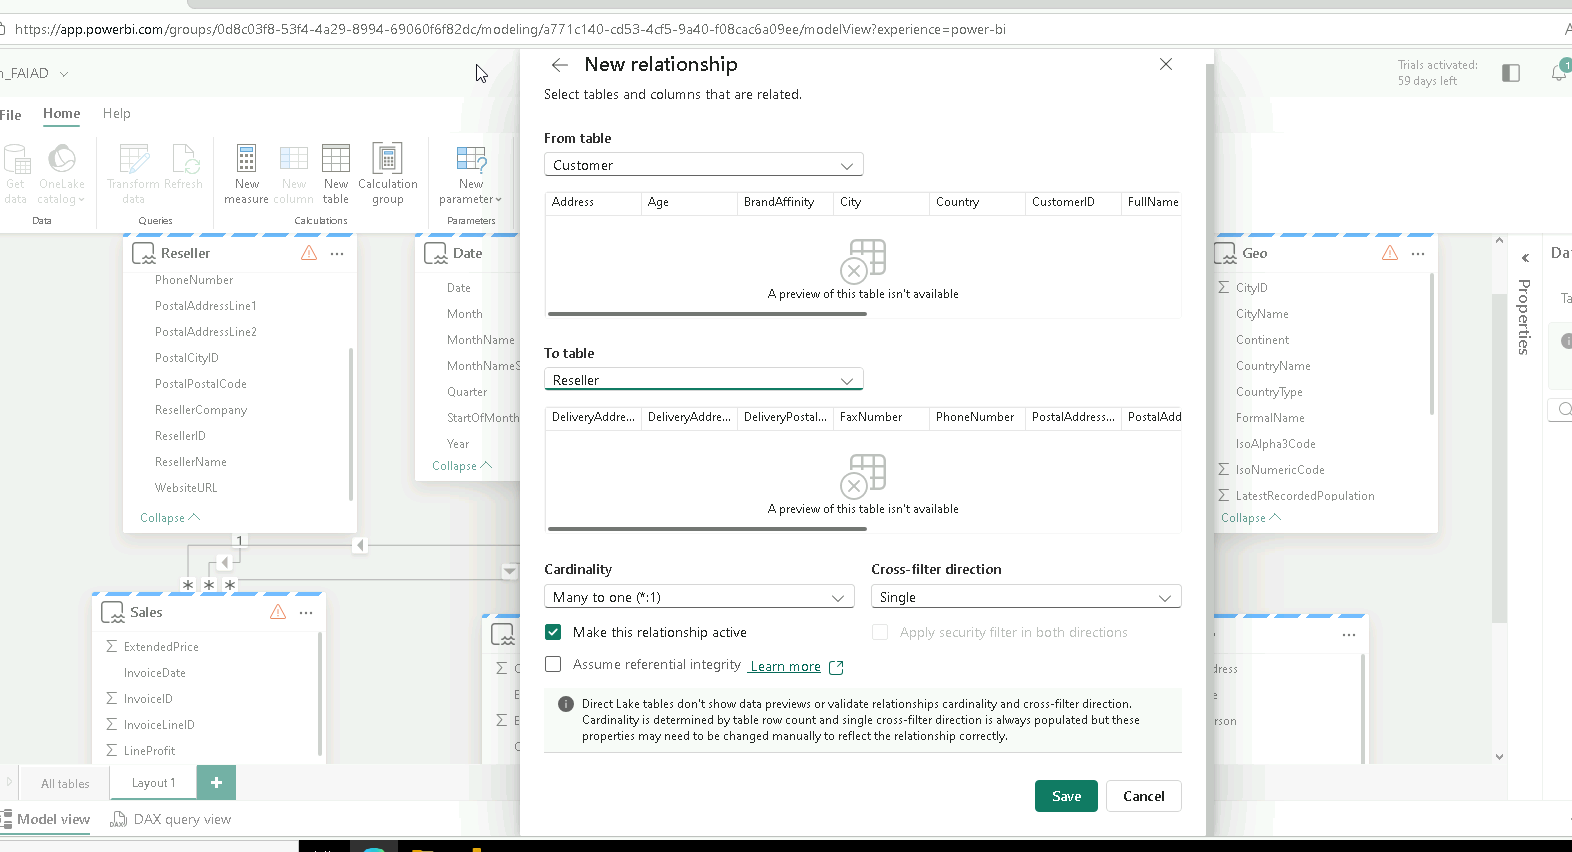 https://app.powerbi.com/groups/0d8c03f8-53f4-4a29-8994-69060f6f82dc/modeling/a771c140-cd53-4cf5-9a40-f08cac6a09ee/modelView?experience=power-bi
_FAIAD
Trials activated:
59 days left
1
File
Home
Help
Get data
OneLake catalog
Transform data
Refresh
New measure
New column
New table
Calculation group
New parameter
Data
Queries
Calculations
Parameters
New relationship
Select tables and columns that are related.
From table
Customer
Address Age BrandAffinity City Country CustomerID FullName
A preview of this table isn't available
To table
Reseller
DeliveryAddre... DeliveryAddre... DeliveryPostal... FaxNumber PhoneNumber PostalAddress... PostalAdd
A preview of this table isn't available
Cardinality
Many to one (*:1)
Cross-filter direction
Single
Make this relationship active
Apply security filter in both directions
Assume referential integrity Learn more
Direct Lake tables don't show data previews or validate relationships cardinality and cross-filter direction.
Cardinality is determined by table row count and single cross-filter direction is always populated but these
properties may need to be changed manually to reflect the relationship correctly.
Save
Cancel
Reseller
PhoneNumber
PostalAddressLine1
PostalAddressLine2
PostalCityID
PostalPostalCode
ResellerCompany
ResellerID
ResellerName
WebsiteURL
Collapse
Date
Date
Month
MonthName
MonthNameS
Quarter
StartOfMonth
Year
Collapse
Geo
Σ CityID
CityName
Continent
CountryName
CountryType
FormalName
IsoAlpha3Code
Σ IsoNumericCode
Σ LatestRecordedPopulation
Collapse
Properties
1
* * *
Sales
Σ ExtendedPrice
InvoiceDate
Σ InvoiceID
Σ InvoiceLineID
Σ LineProfit
All tables
Layout 1
+
Model view
DAX query view